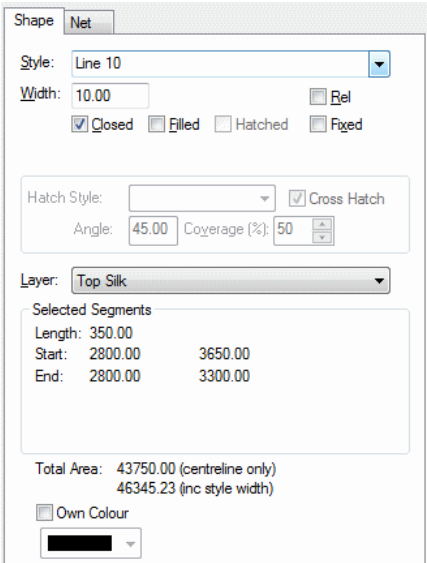 Shape Net
Style: Line 10
Width: 10.00 Rel
Closed Filled Hatched Fixed
Hatch Style: Cross Hatch
Angle: 45.00 Coverage (%): 50
Layer: Top Silk
Selected Segments
Length: 350.00
Start: 2800.00 3650.00
End: 2800.00 3300.00
Total Area: 43750.00 (centreline only)
46345.23 (inc style width)
Own Colour